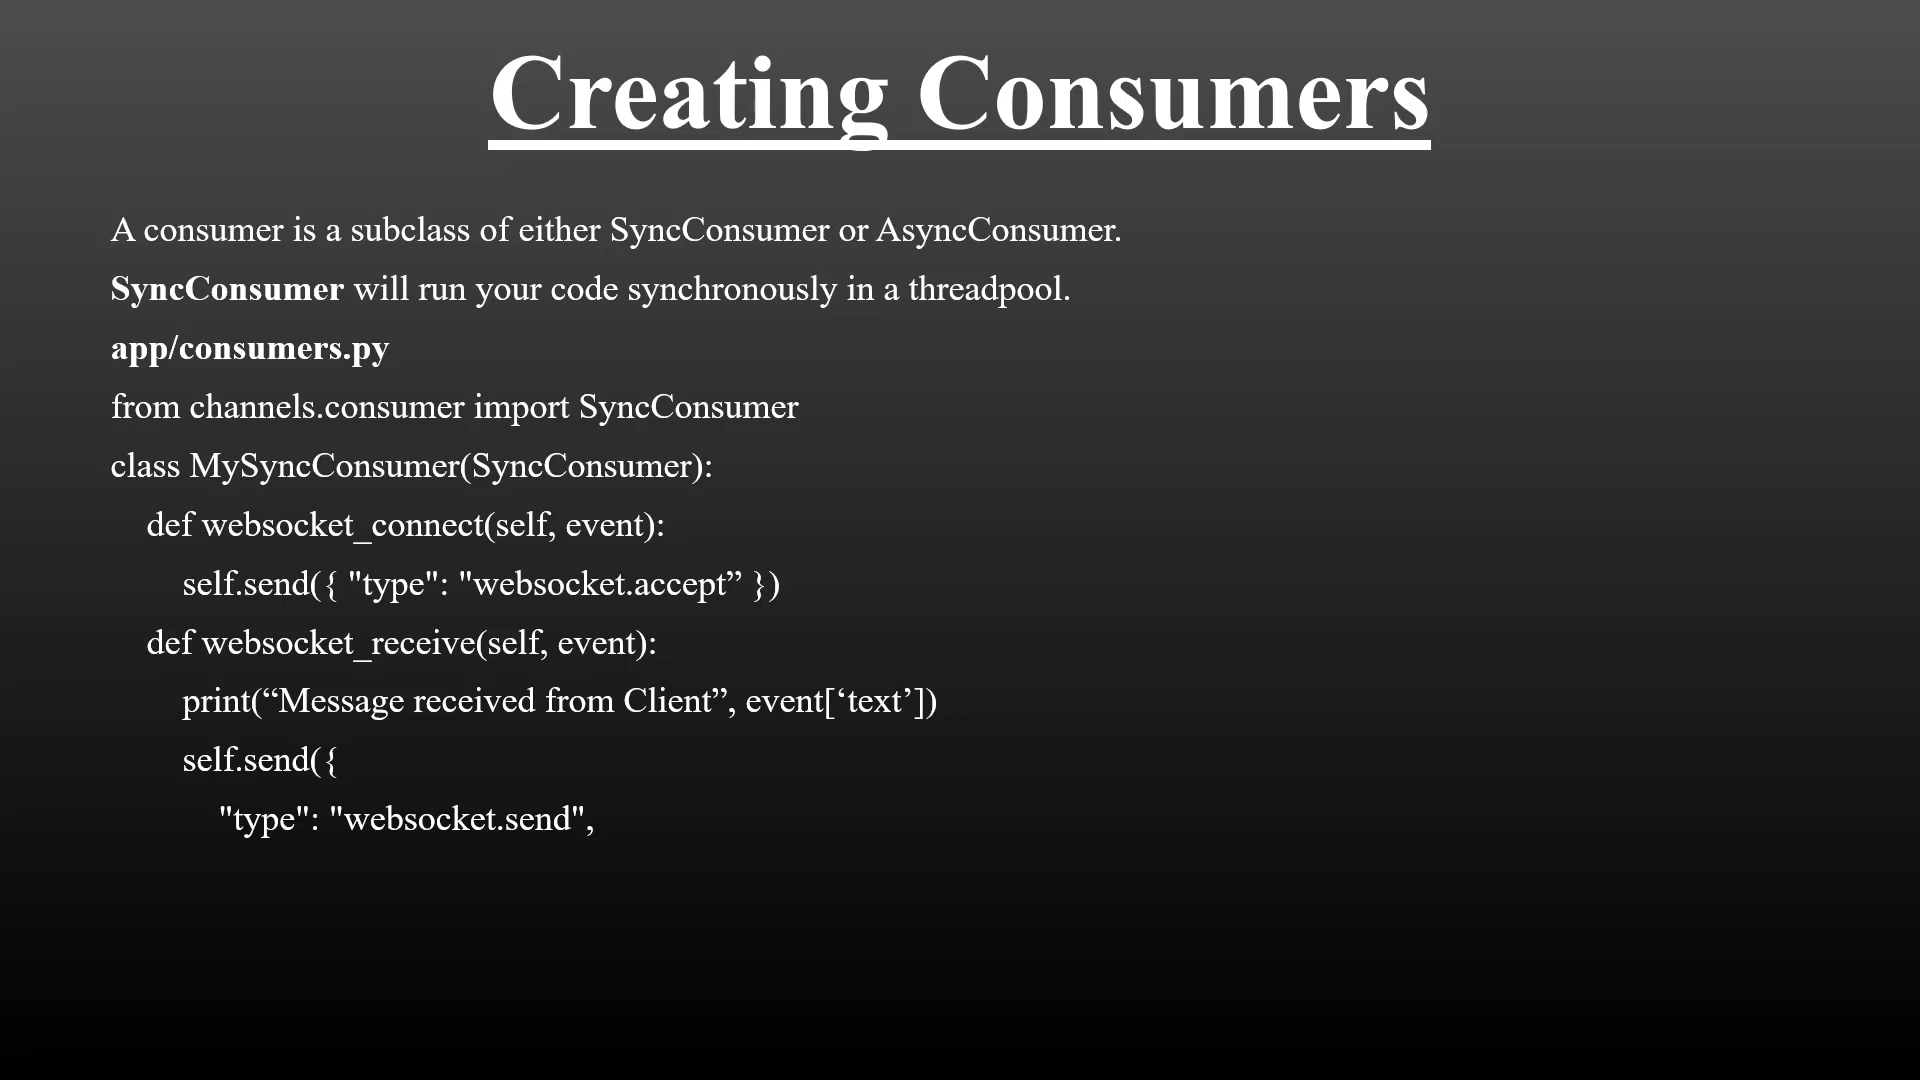 Creating Consumers
A consumer is a subclass of either SyncConsumer or AsyncConsumer.
SyncConsumer will run your code synchronously in a threadpool.
app/consumers.py
from channels.consumer import SyncConsumer
class MySyncConsumer(SyncConsumer):
def websocket_connect(self, event):
self.send({ "type": "websocket.accept” })
def websocket_receive(self, event):
print(“Message received from Client”, event[‘text’])
self.send({
"type": "websocket.send",